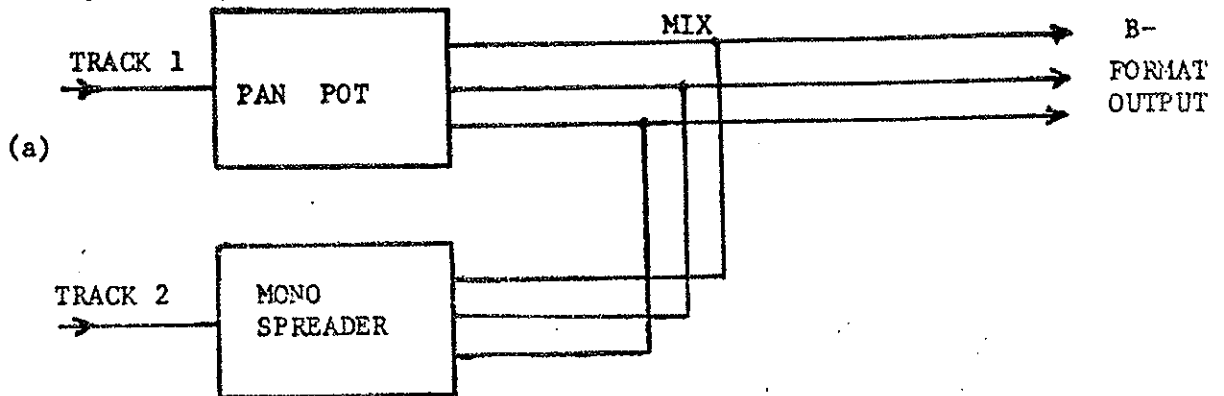 MIX
B-
TRACK 1
FORMAT
PAN POT
OUTPUT
(a)
TRACK 2
MONO
SPREADER